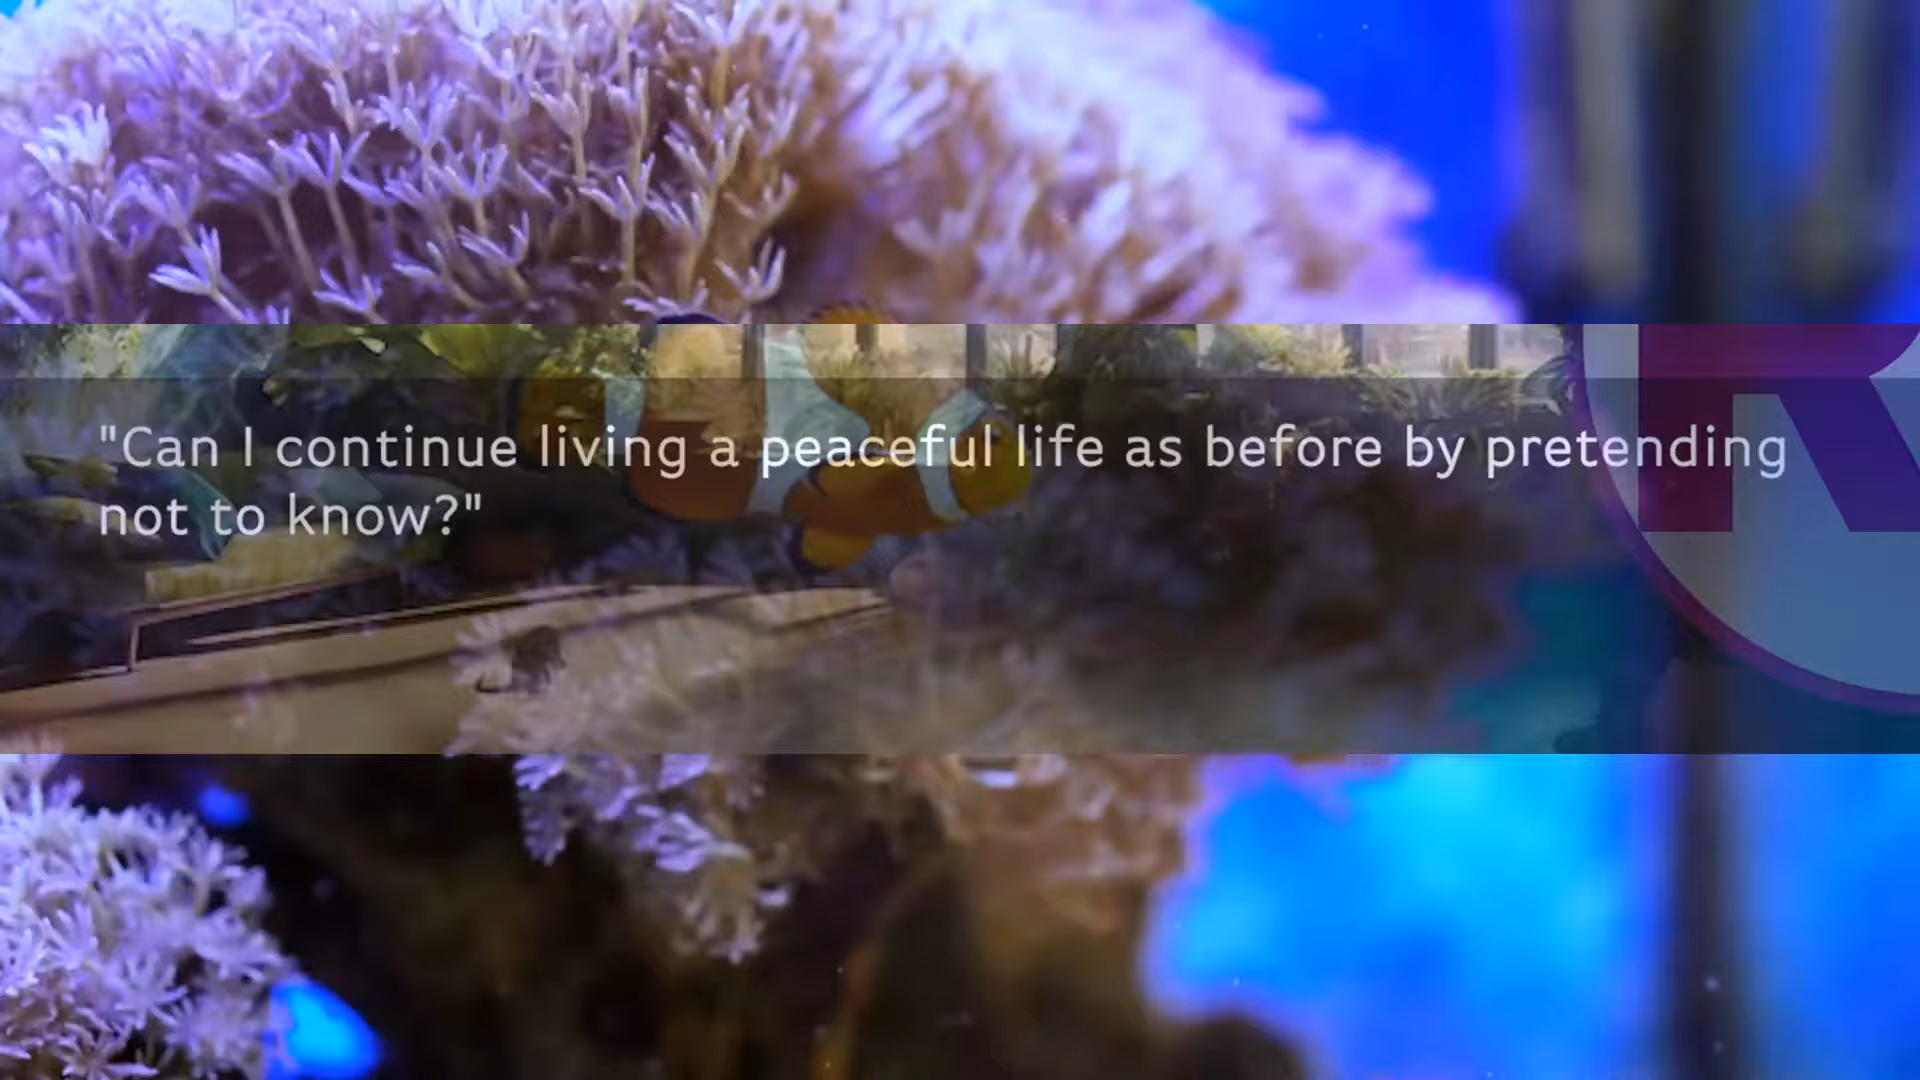 "Can I continue living a peaceful life as before by pretending
not to know?"
R